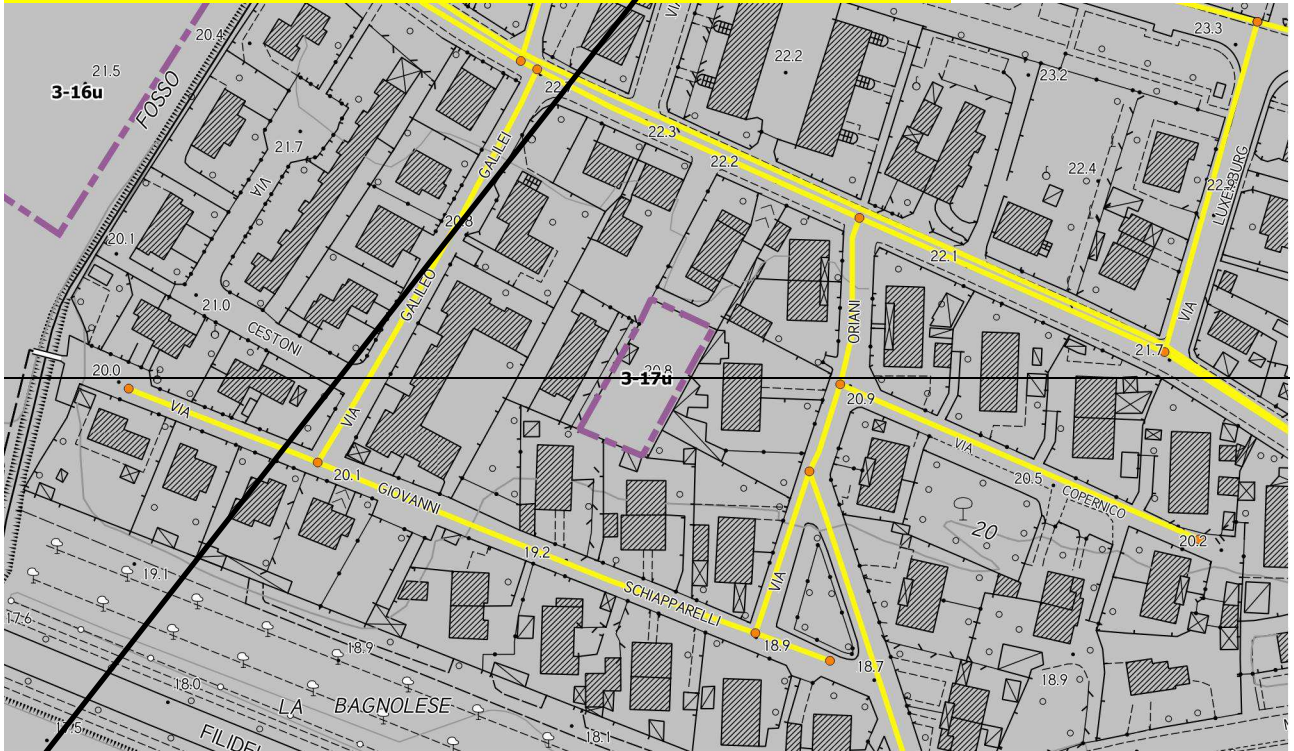 20.4
VIA
23.3
21.5
3-16u
FOSSO
22.2
23.2
21.7
VIA
GALILEI
22.3
22.2
22.4
LUXEMBURG
20.8
20.1
22.1
21.0
GALILEO
CESTONI
ORIANI
VIA
21.7
20.0
3-17u
20.8
VIA
VIA
20.9
VIA
20.1
GIOVANNI
20.5
COPERNICO
20
20.2
19.2
19.1
VIA
SCHIAPPARELLI
17.6
18.9
18.9
18.7
18.9
18.0
LA BAGNOLESE
17.5
FILIDEI
18.1